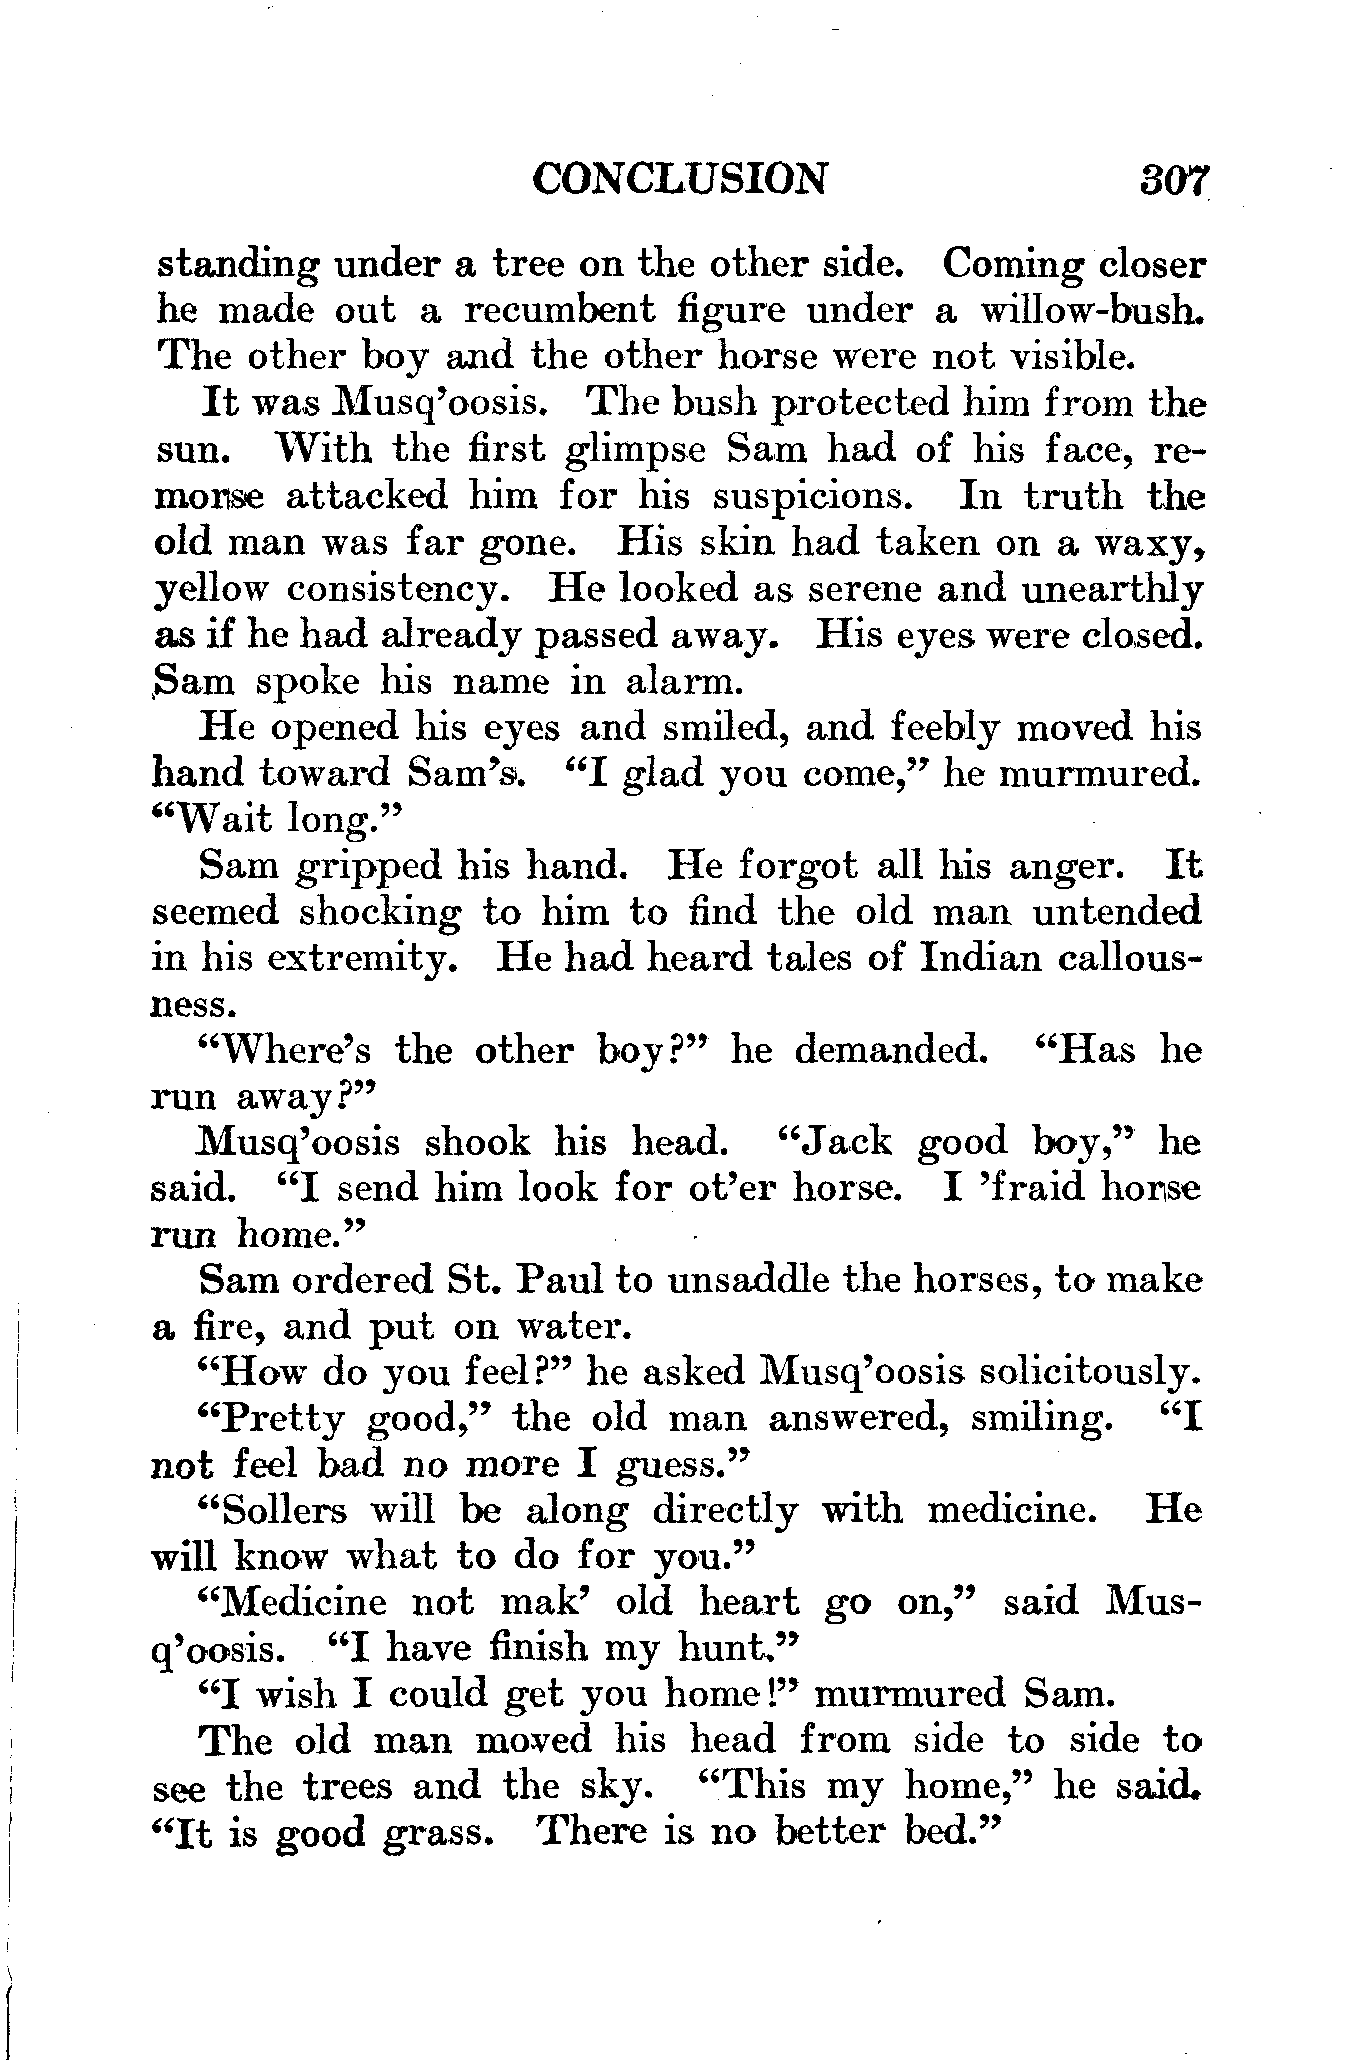 CONCLUSION 307
standing under a tree on the other side. Coming closer
he made out a recumbent figure under a willow-bush.
The other boy and the other horse were not visible.
It was Musq’oosis. The bush protected him from the
sun. With the first glimpse Sam had of his face, re-
morse attacked him for his suspicions. In truth the
old man was far gone. His skin had taken on a waxy,
yellow consistency. He looked as serene and unearthly
as if he had already passed away. His eyes were closed.
Sam spoke his name in alarm.
He opened his eyes and smiled, and feebly moved his
hand toward Sam’s. “I glad you come,” he murmured.
“Wait long.”
Sam gripped his hand. He forgot all his anger. It
seemed shocking to him to find the old man untended
in his extremity. He had heard tales of Indian callous-
ness.
“Where’s the other boy?” he demanded. “Has he
run away?”
Musq’oosis shook his head. “Jack good boy,” he
said. “I send him look for ot’er horse. I ’fraid horse
run home.”
Sam ordered St. Paul to unsaddle the horses, to make
a fire, and put on water.
“How do you feel?” he asked Musq’oosis solicitously.
“Pretty good,” the old man answered, smiling. “I
not feel bad no more I guess.”
“Sollers will be along directly with medicine. He
will know what to do for you.”
“Medicine not mak’ old heart go on,” said Mus-
q’oosis. “I have finish my hunt.”
“I wish I could get you home!” murmured Sam.
The old man moved his head from side to side to
see the trees and the sky. “This my home,” he said.
“It is good grass. There is no better bed.”